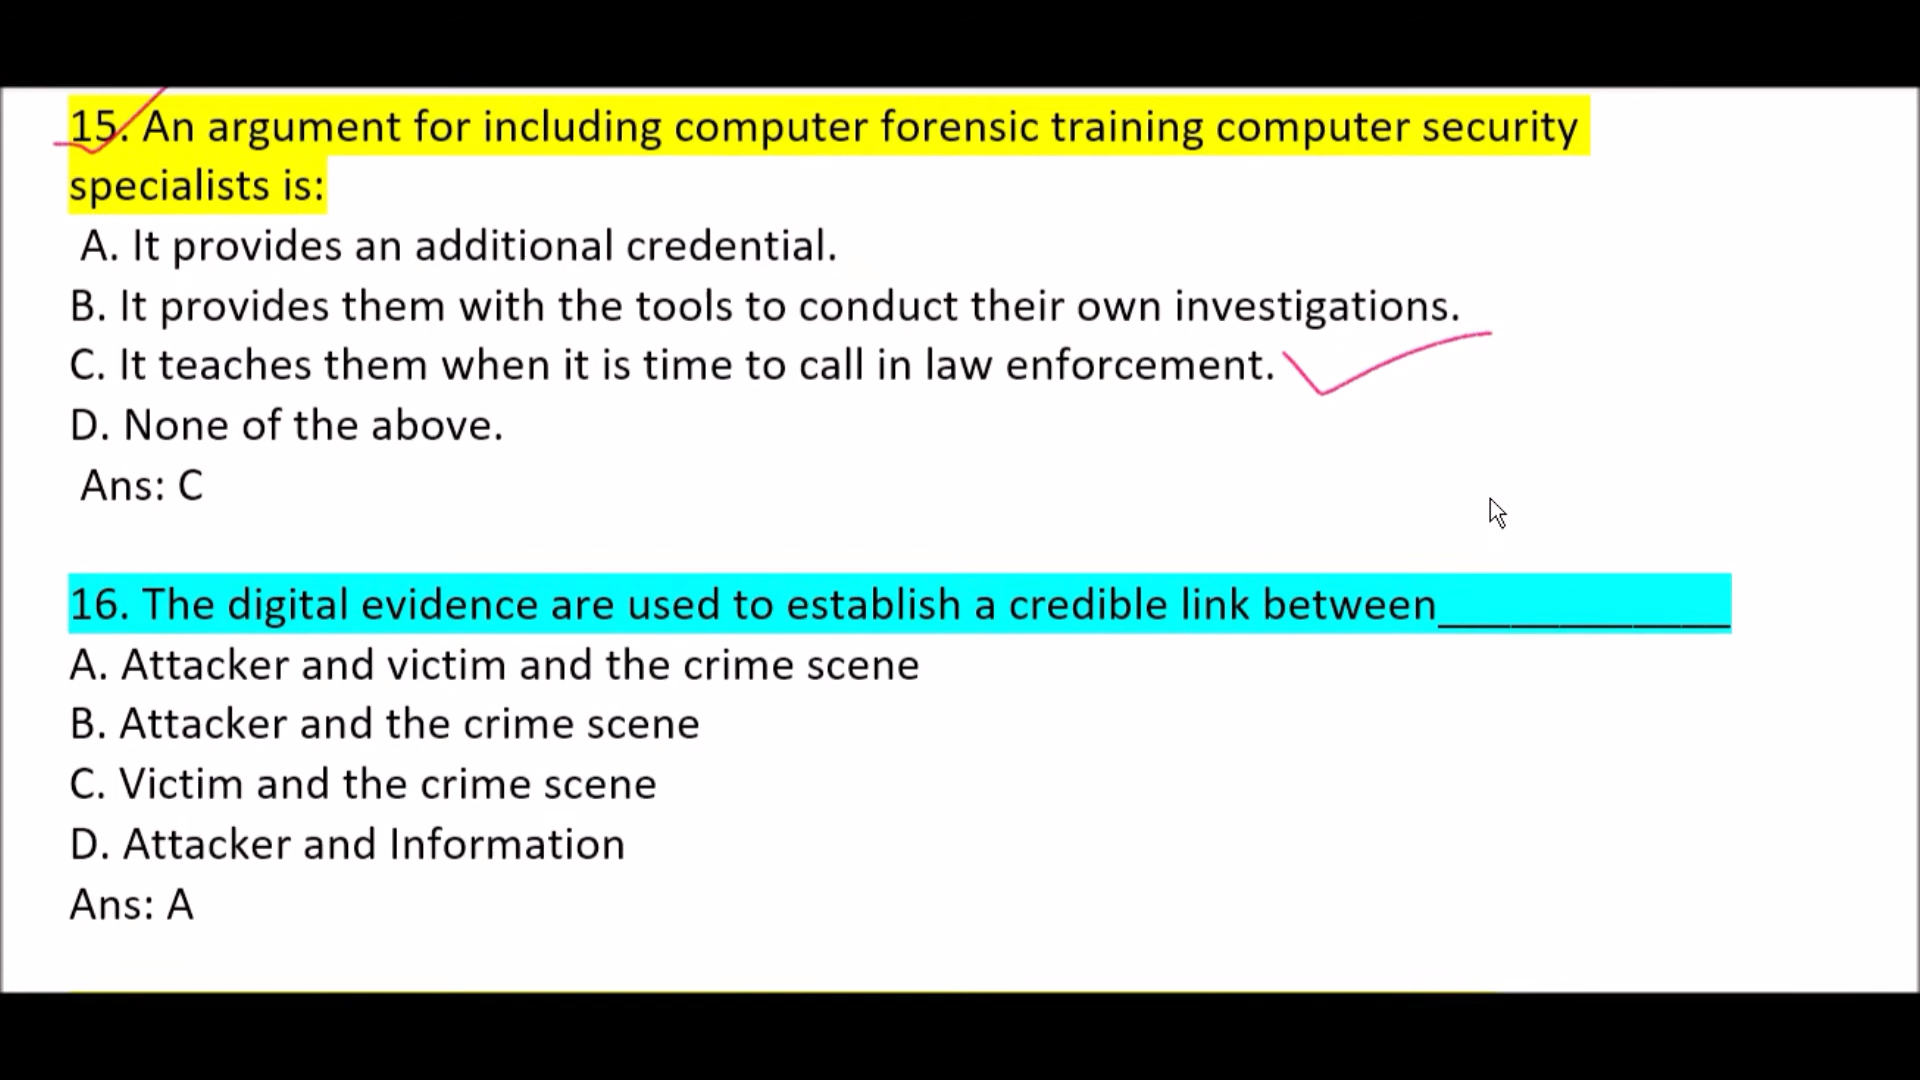 15. An argument for including computer forensic training computer security
specialists is:
A. It provides an additional credential.
B. It provides them with the tools to conduct their own investigations.
C. It teaches them when it is time to call in law enforcement.
D. None of the above.
Ans: C
16. The digital evidence are used to establish a credible link between____________
A. Attacker and victim and the crime scene
B. Attacker and the crime scene
C. Victim and the crime scene
D. Attacker and Information
Ans: A